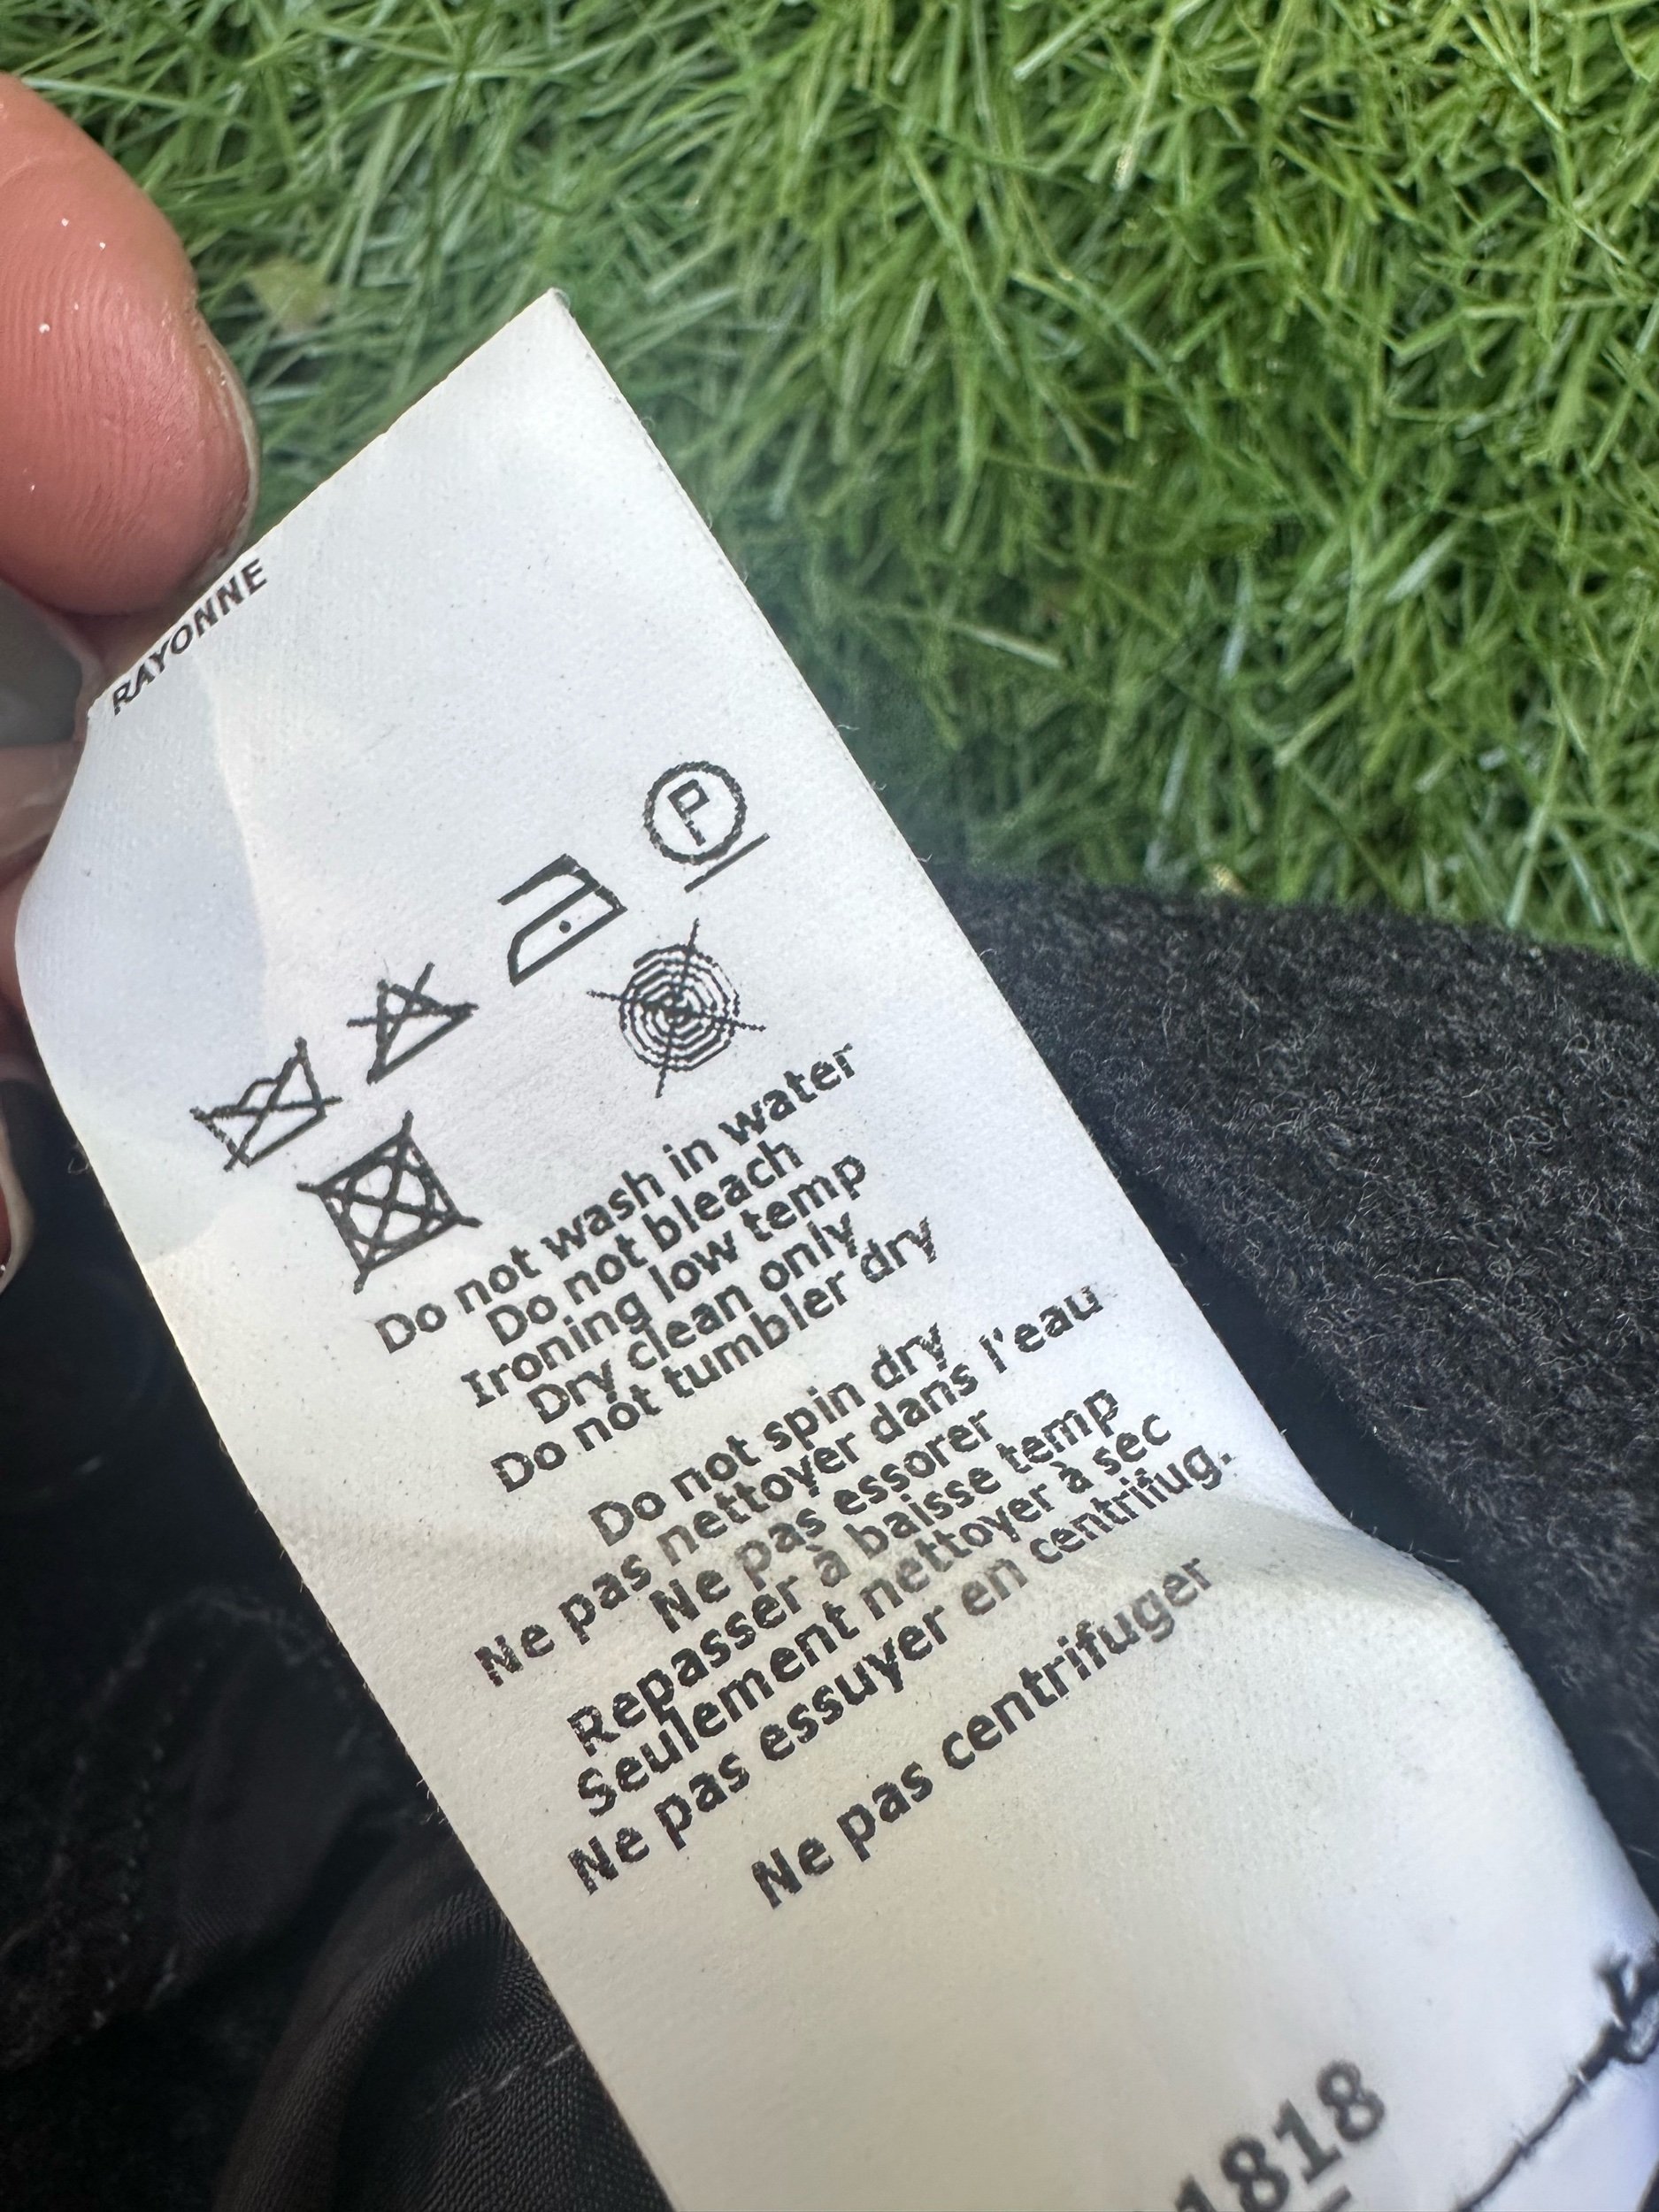 RAYONNE
P
Do not wash in water
Do not bleach
Ironing low temp
Dry clean only
Do not tumbler dry
Do not spin dry
Ne pas nettoyer dans l'eau
Ne pas essorer
Repasser à baisse temp
Seulement nettoyer à sec
Ne pas essuyer en centrifug.
Ne pas centrifuger
1818